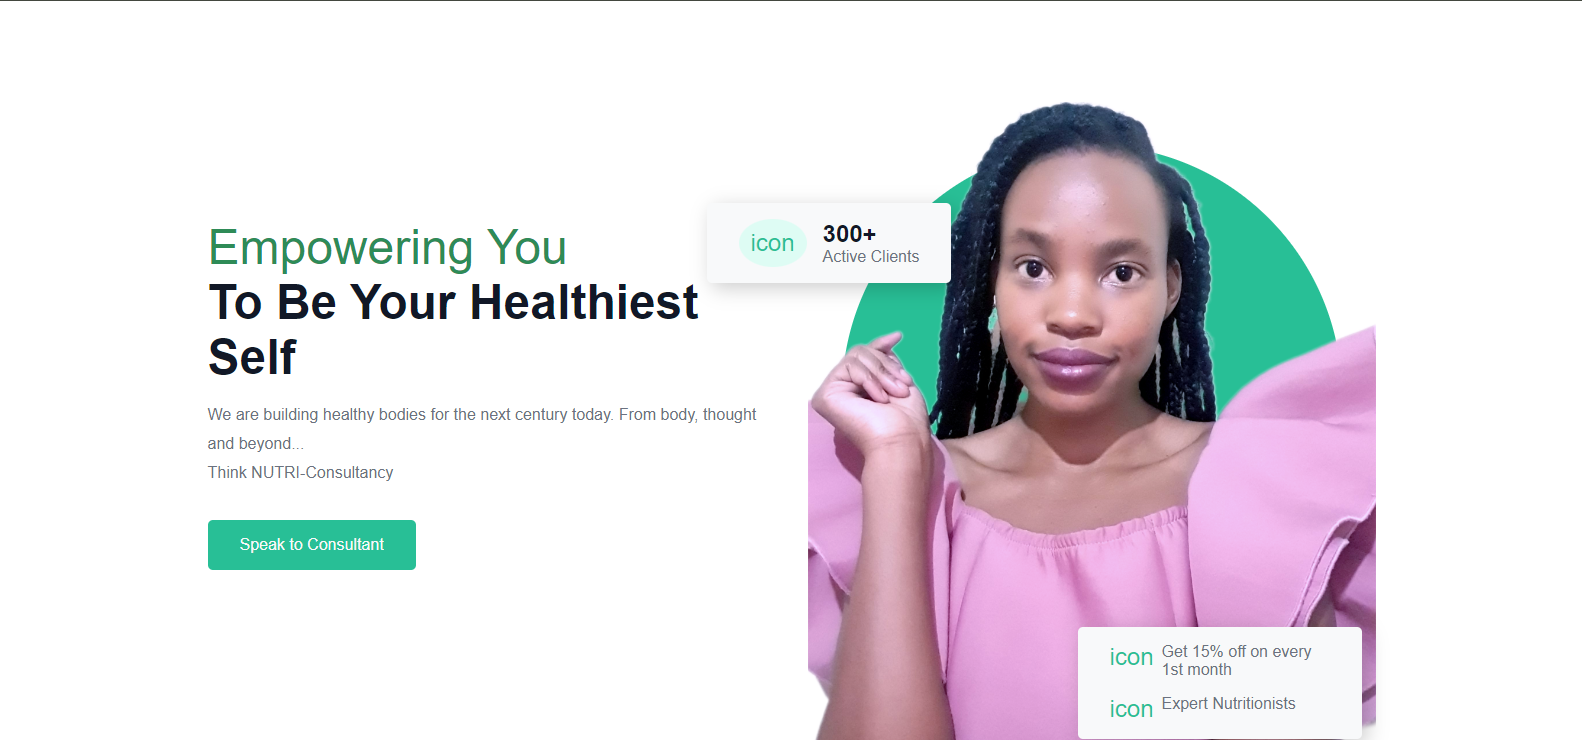 Empowering You
To Be Your Healthiest
Self
We are building healthy bodies for the next century today. From body, thought
and beyond...
Think NUTRI-Consultancy
Speak to Consultant
icon
300+
Active Clients
icon
Get 15% off on every
1st month
icon
Expert Nutritionists